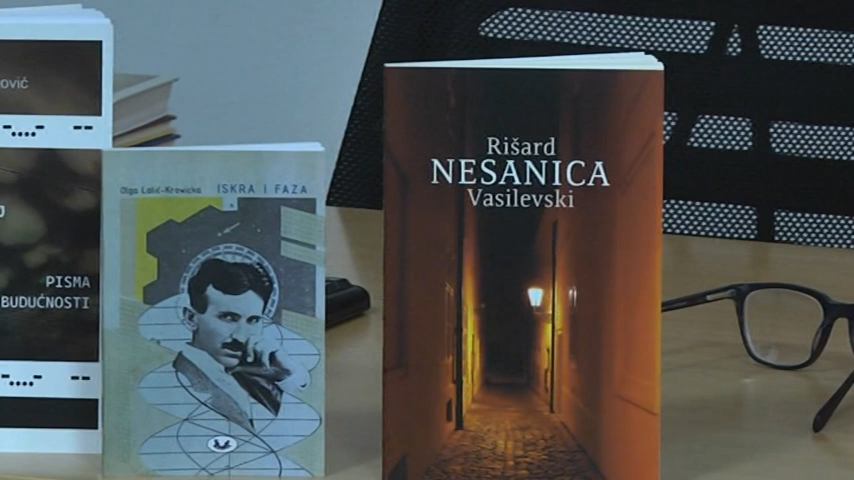 ović
PISMA
BUDUĆNOSTI
Olga Lalić-Krowicka ISKRA I FAZA
Rišard
NESANICA
Vasilevski